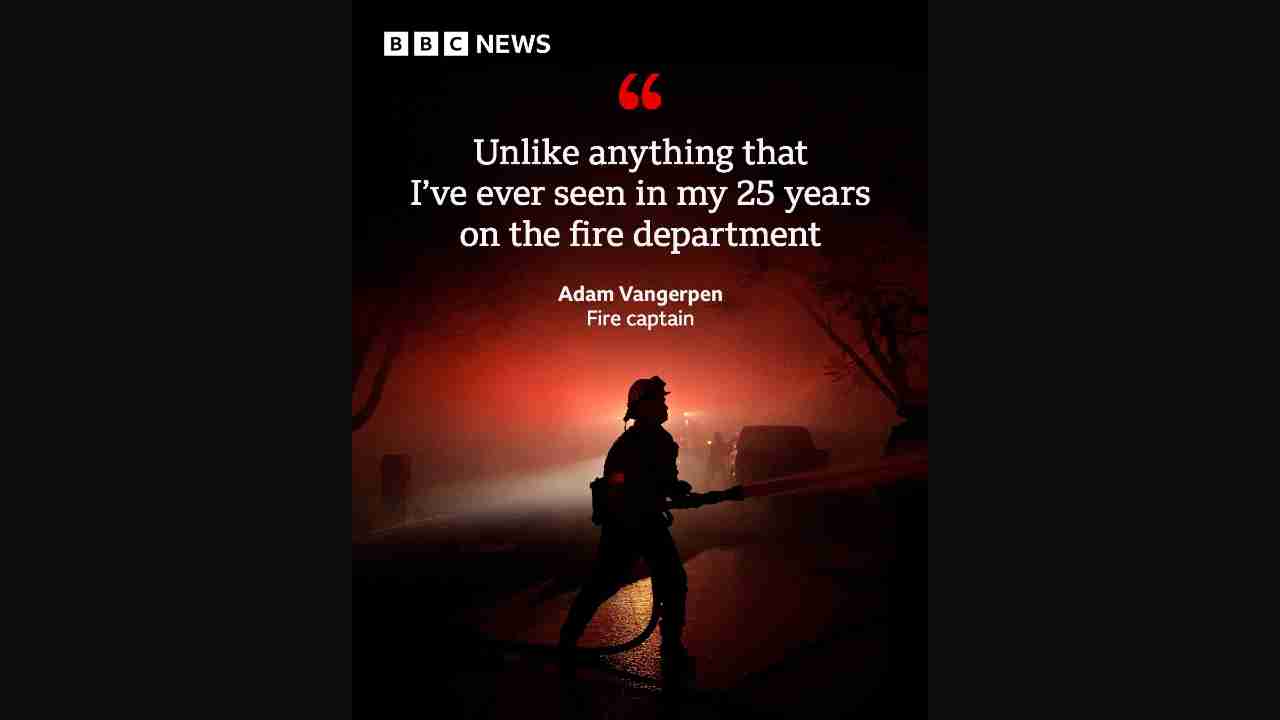 BBC NEWS
“
Unlike anything that
I’ve ever seen in my 25 years
on the fire department
Adam Vangerpen
Fire captain